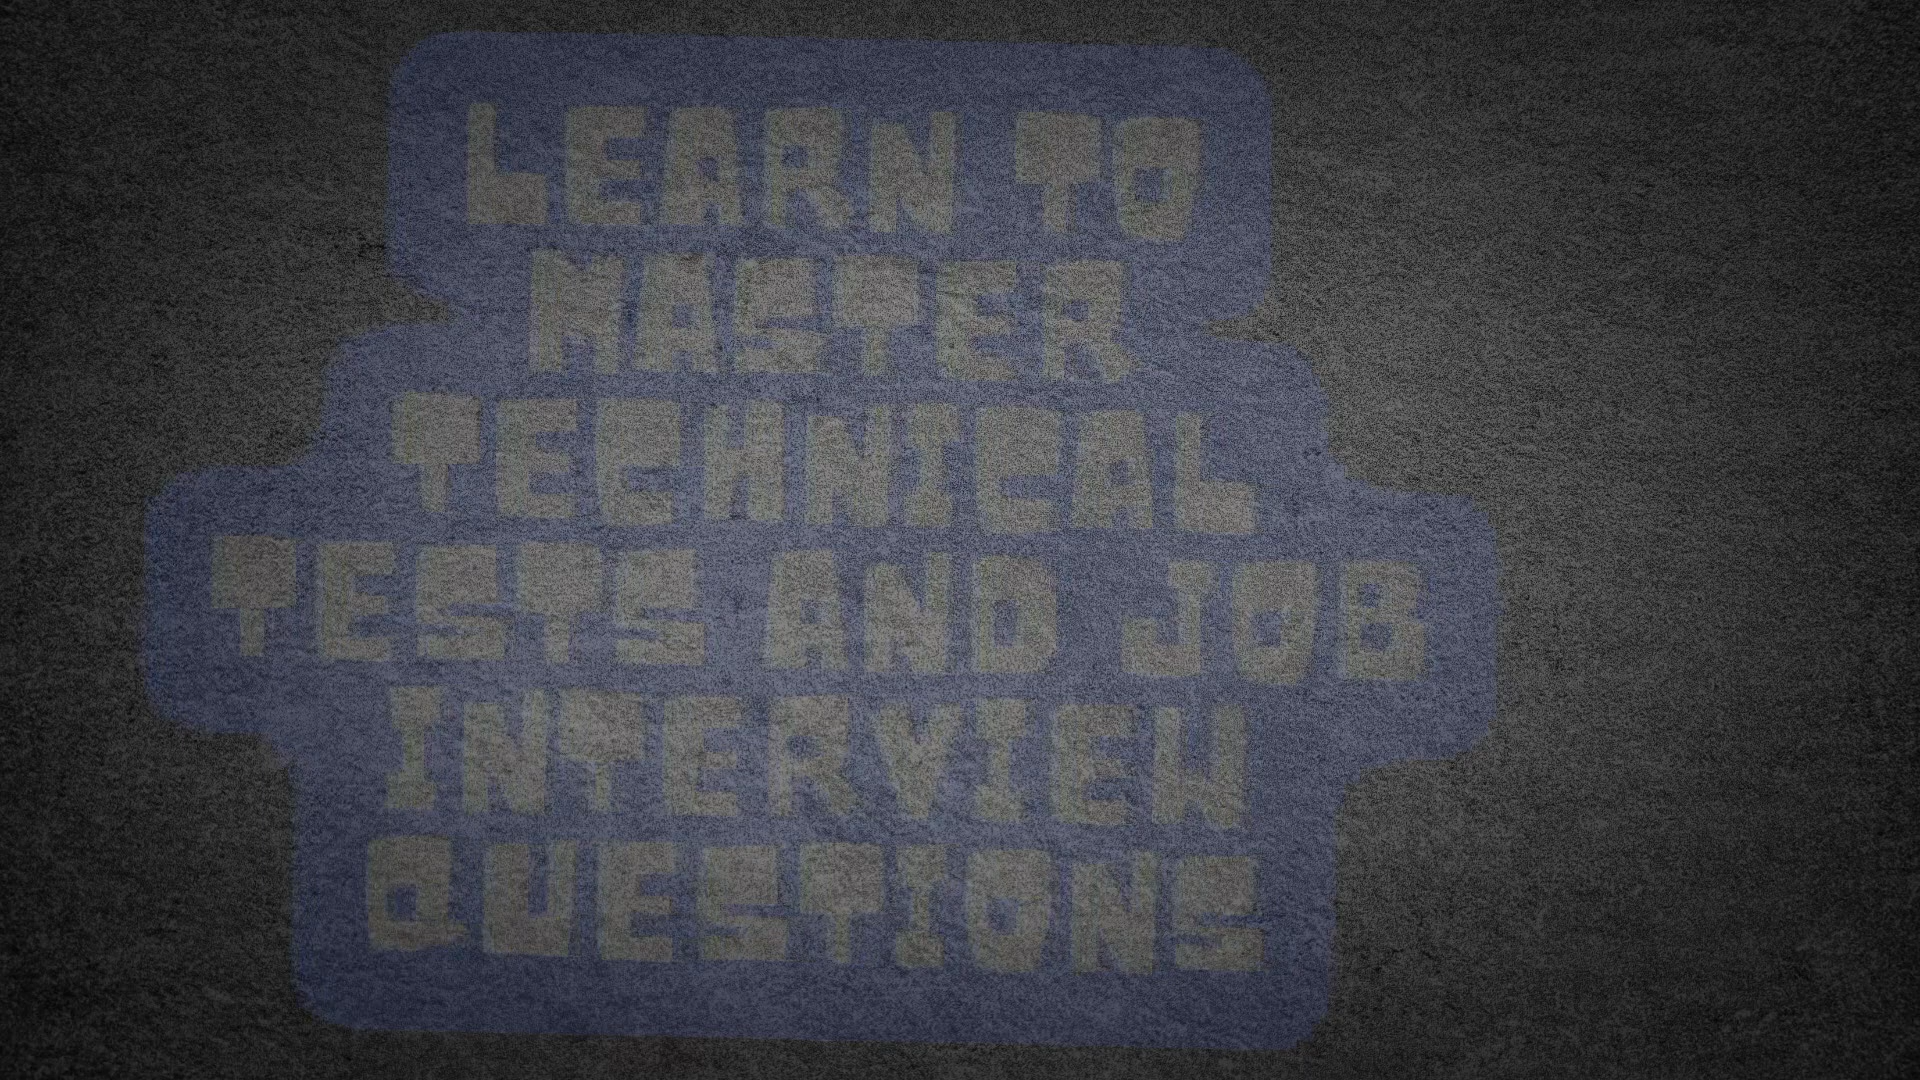 LEARN TO
MASTER
TECHNICAL
TESTS AND JOB
INTERVIEW
QUESTIONS